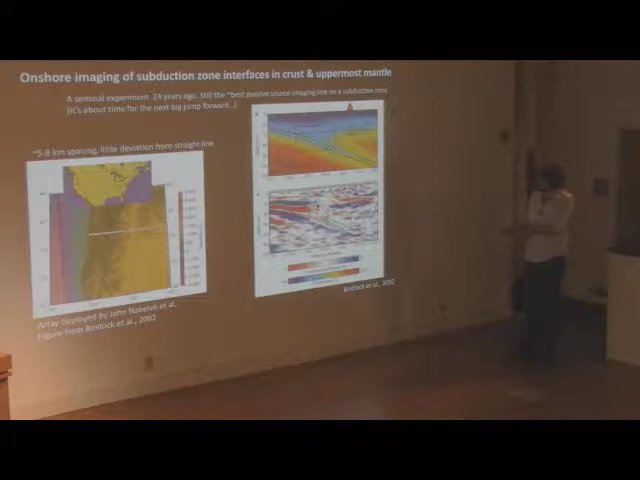 Onshore imaging of subduction zone interfaces in crust & uppermost mantle
A seminal experiment 24 years ago. Still the ~best passive source imaging line on a subduction zone
(it's about time for the next big jump forward...)
~5-8 km spacing, little deviation from straight line
Array deployed by John Nabelek et al.
Figure from Bostock et al., 2002
Bostock et al., 2002